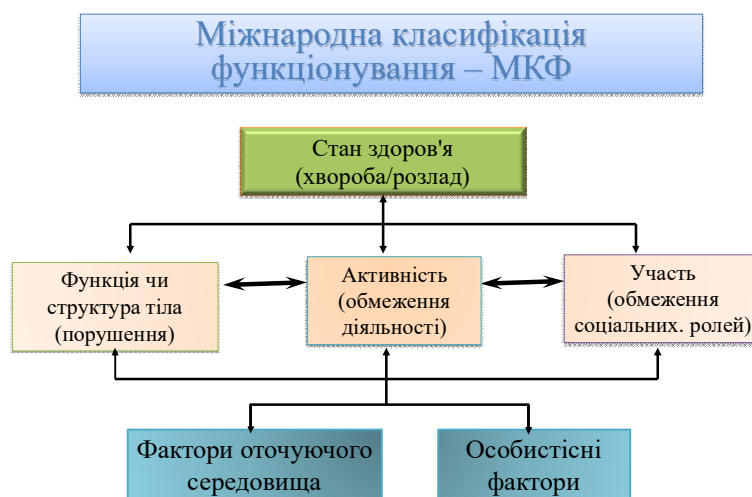 Міжнародна класифікація
функціонування – МКФ
Стан здоров'я
(хвороба/розлад)
Функція чи
структура тіла
(порушення)
Активність
(обмеження
діяльності)
Участь
(обмеження
соціальних. ролей)
Фактори оточуючого
середовища
Особистісні
фактори